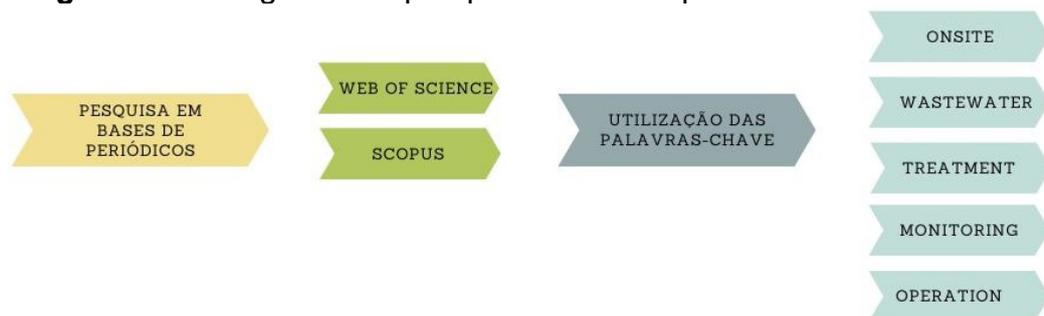 PESQUISA EM
BASES DE
PERIÓDICOS
WEB OF SCIENCE
SCOPUS
UTILIZAÇÃO DAS
PALAVRAS-CHAVE
ONSITE
WASTEWATER
TREATMENT
MONITORING
OPERATION